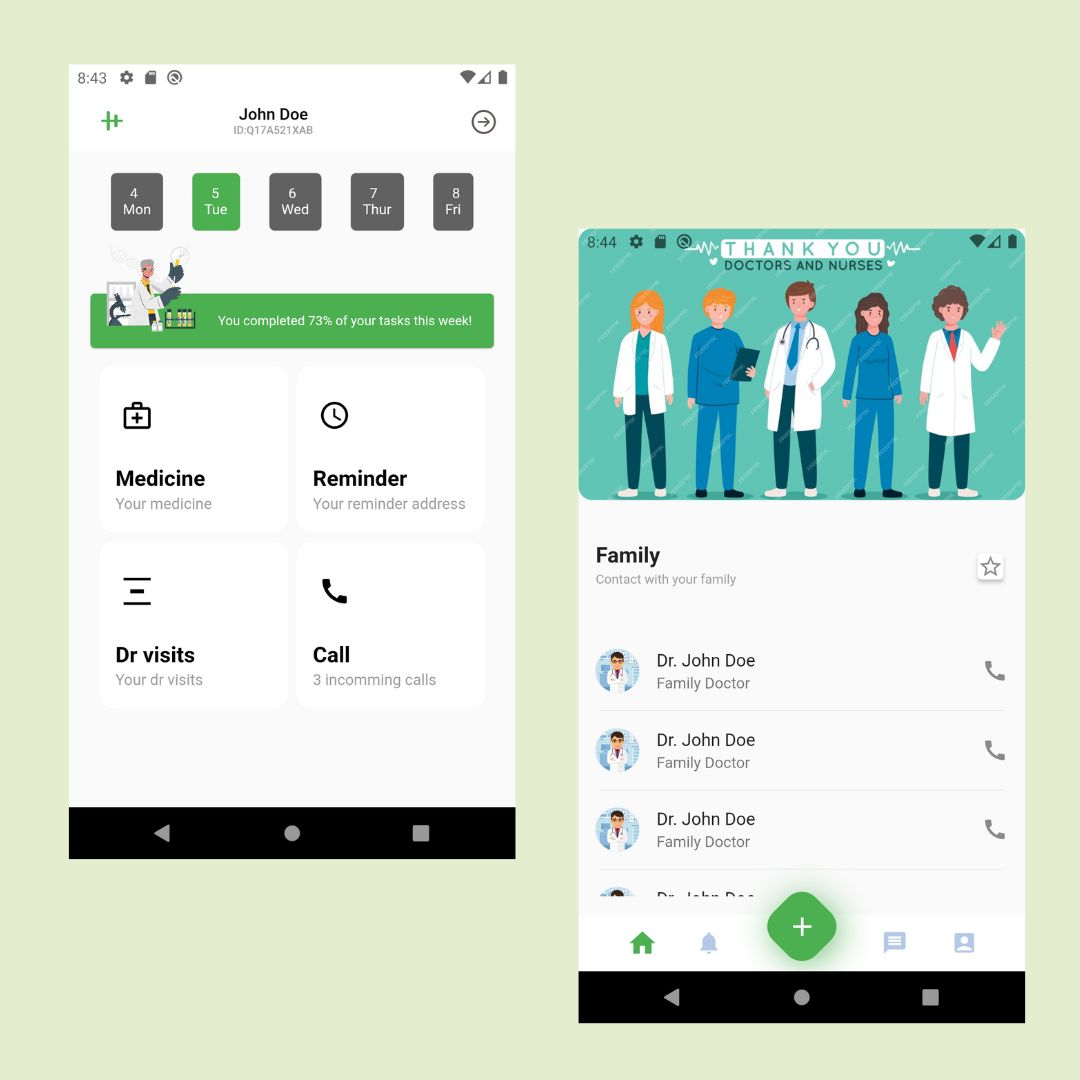 8:43
John Doe
ID:Q17A521XAB
4 5 6 7 8
Mon Tue Wed Thur Fri
You completed 73% of your tasks this week!
Medicine
Your medicine
Reminder
Your reminder address
Dr visits
Your dr visits
Call
3 incomming calls
8:44
THANK YOU
DOCTORS AND NURSES
Family
Contact with your family
Dr. John Doe
Family Doctor
Dr. John Doe
Family Doctor
Dr. John Doe
Family Doctor
Dr. John Doe